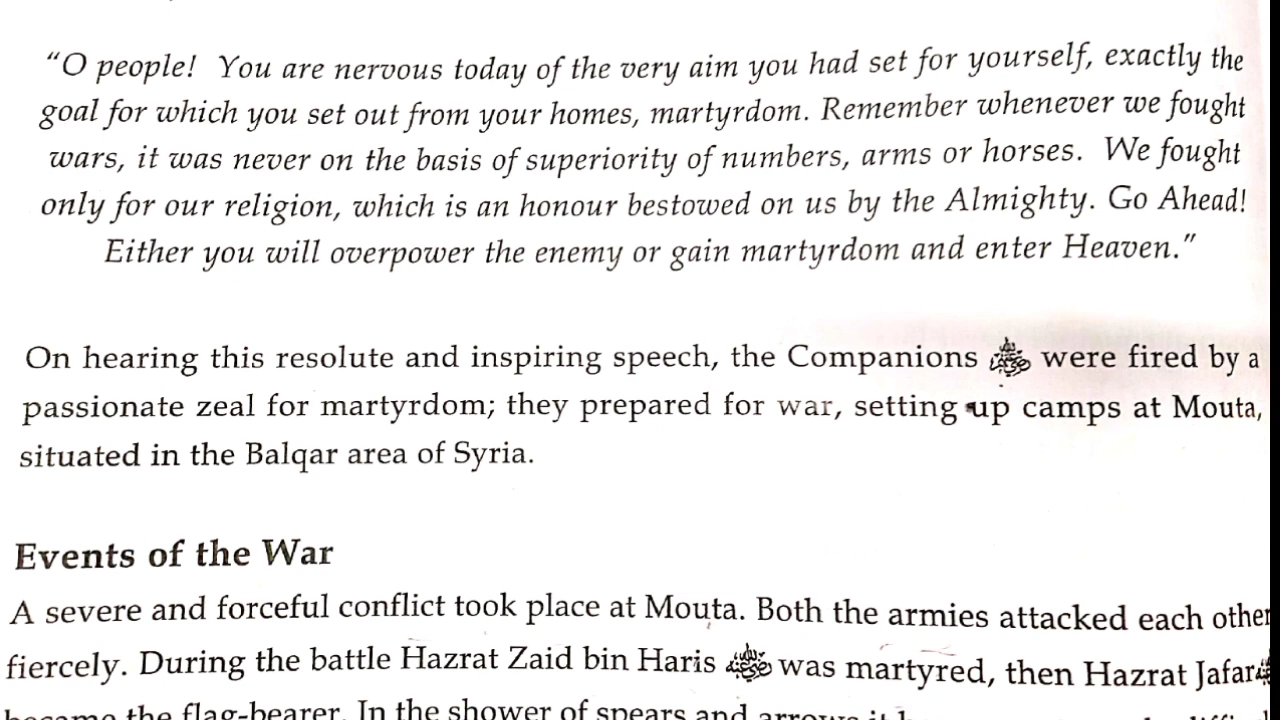 “O people! You are nervous today of the very aim you had set for yourself, exactly the
goal for which you set out from your homes, martyrdom. Remember whenever we fought
wars, it was never on the basis of superiority of numbers, arms or horses. We fought
only for our religion, which is an honour bestowed on us by the Almighty. Go Ahead!
Either you will overpower the enemy or gain martyrdom and enter Heaven.”
On hearing this resolute and inspiring speech, the Companions were fired by a
passionate zeal for martyrdom; they prepared for war, setting up camps at Mouta,
situated in the Balqar area of Syria.
Events of the War
A severe and forceful conflict took place at Mouta. Both the armies attacked each other
fiercely. During the battle Hazrat Zaid bin Haris was martyred, then Hazrat Jafar
the flag-bearer. In the shower of spears and arrows it